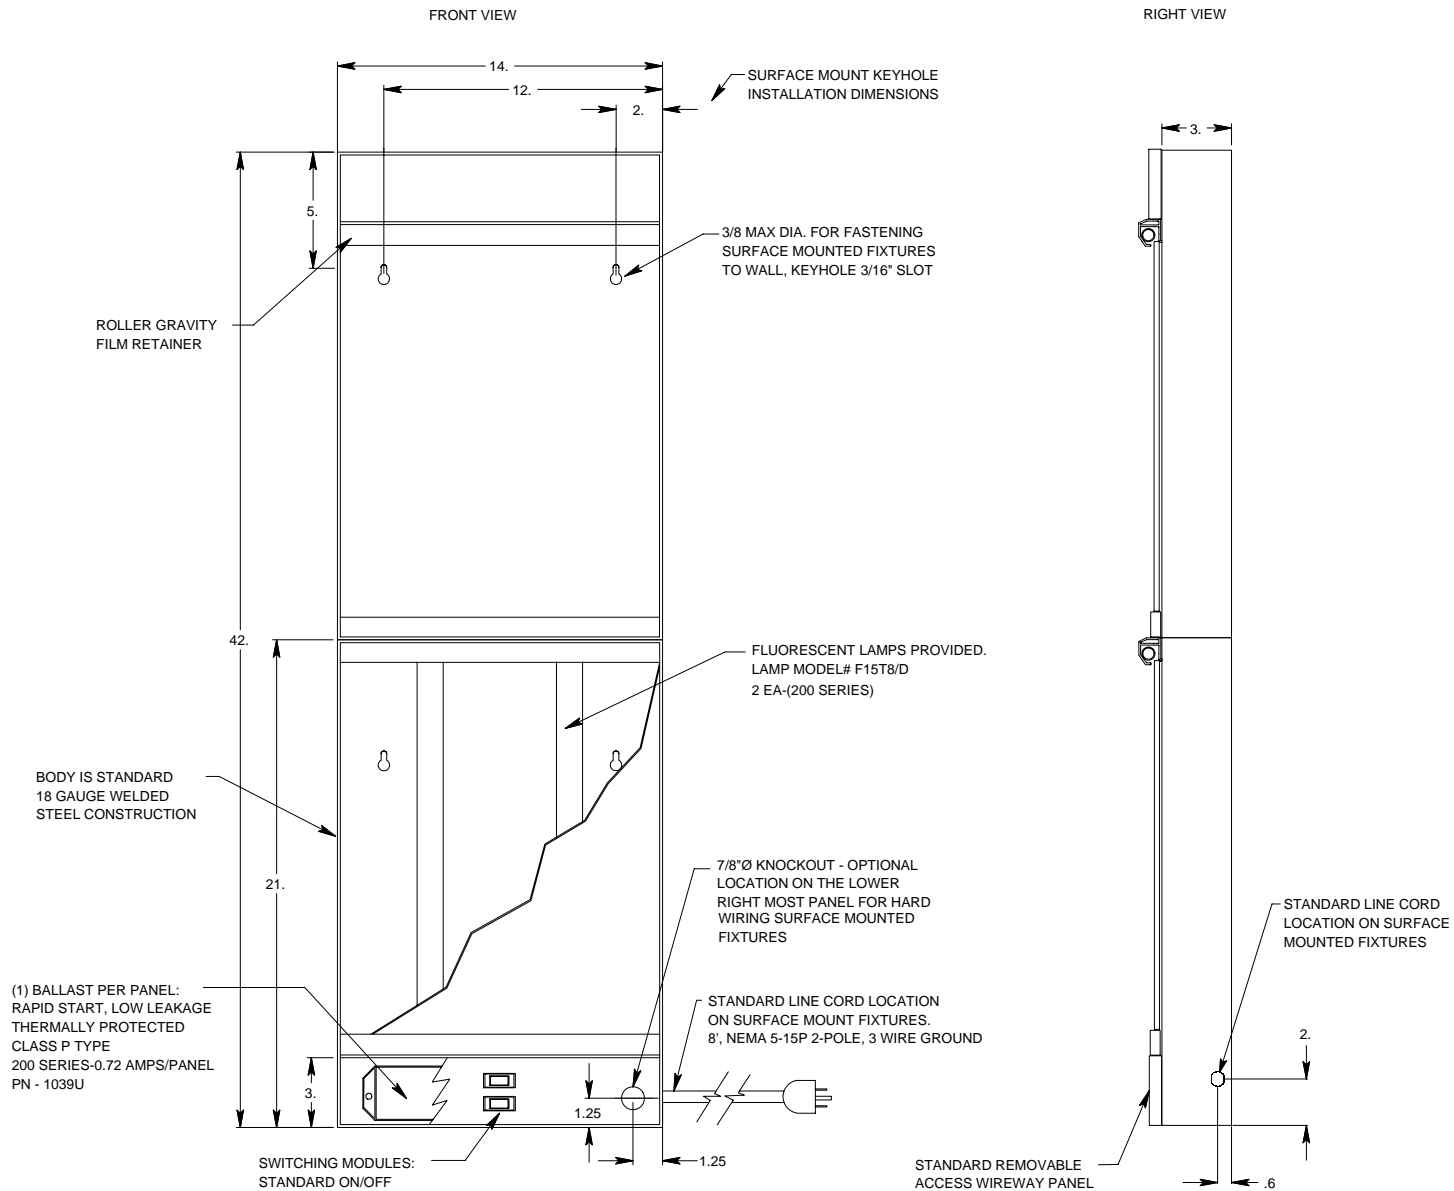 FRONT VIEW
RIGHT VIEW
14.
12.
2.
SURFACE MOUNT KEYHOLE
INSTALLATION DIMENSIONS
3.
5.
3/8 MAX DIA. FOR FASTENING
SURFACE MOUNTED FIXTURES
TO WALL, KEYHOLE 3/16" SLOT
ROLLER GRAVITY
FILM RETAINER
42.
FLUORESCENT LAMPS PROVIDED.
LAMP MODEL# F15T8/D
2 EA-(200 SERIES)
BODY IS STANDARD
18 GAUGE WELDED
STEEL CONSTRUCTION
21.
7/8"Ø KNOCKOUT - OPTIONAL
LOCATION ON THE LOWER
RIGHT MOST PANEL FOR HARD
WIRING SURFACE MOUNTED
FIXTURES
STANDARD LINE CORD
LOCATION ON SURFACE
MOUNTED FIXTURES
(1) BALLAST PER PANEL:
RAPID START, LOW LEAKAGE
THERMALLY PROTECTED
CLASS P TYPE
200 SERIES-0.72 AMPS/PANEL
PN - 1039U
STANDARD LINE CORD LOCATION
ON SURFACE MOUNT FIXTURES.
8', NEMA 5-15P 2-POLE, 3 WIRE GROUND
2.
3.
1.25
1.25
SWITCHING MODULES:
STANDARD ON/OFF
STANDARD REMOVABLE
ACCESS WIREWAY PANEL
.6